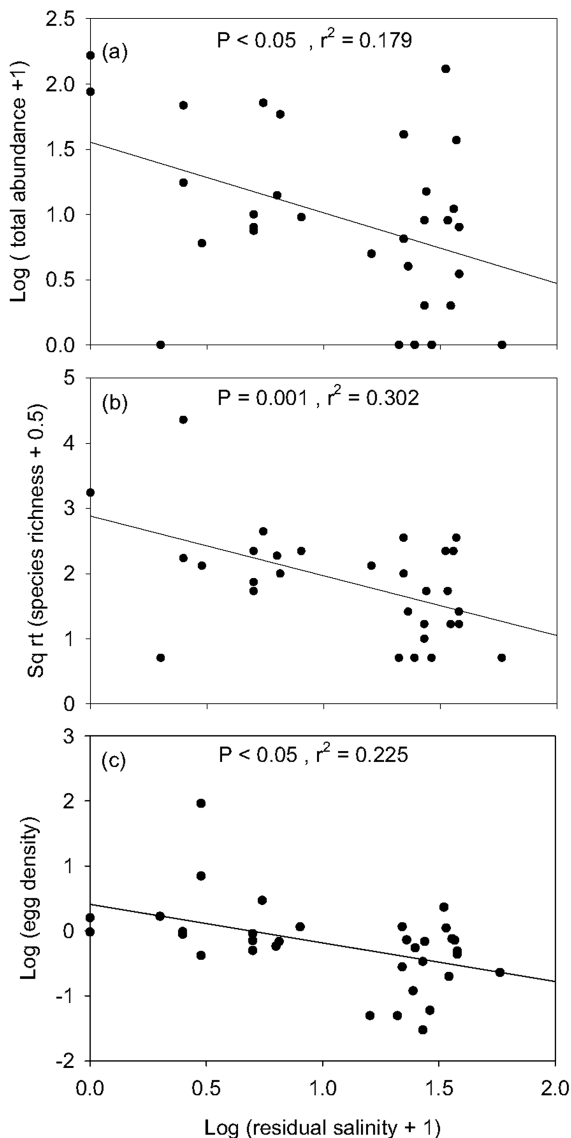 (a)
P < 0.05 , r² = 0.179
Log ( total abundance +1)
2.5
2.0
1.5
1.0
0.5
0.0
(b)
P = 0.001 , r² = 0.302
Sq rt (species richness + 0.5)
5
4
3
2
1
0
(c)
P < 0.05 , r² = 0.225
Log (egg density)
3
2
1
0
-1
-2
0.0 0.5 1.0 1.5 2.0
Log (residual salinity + 1)